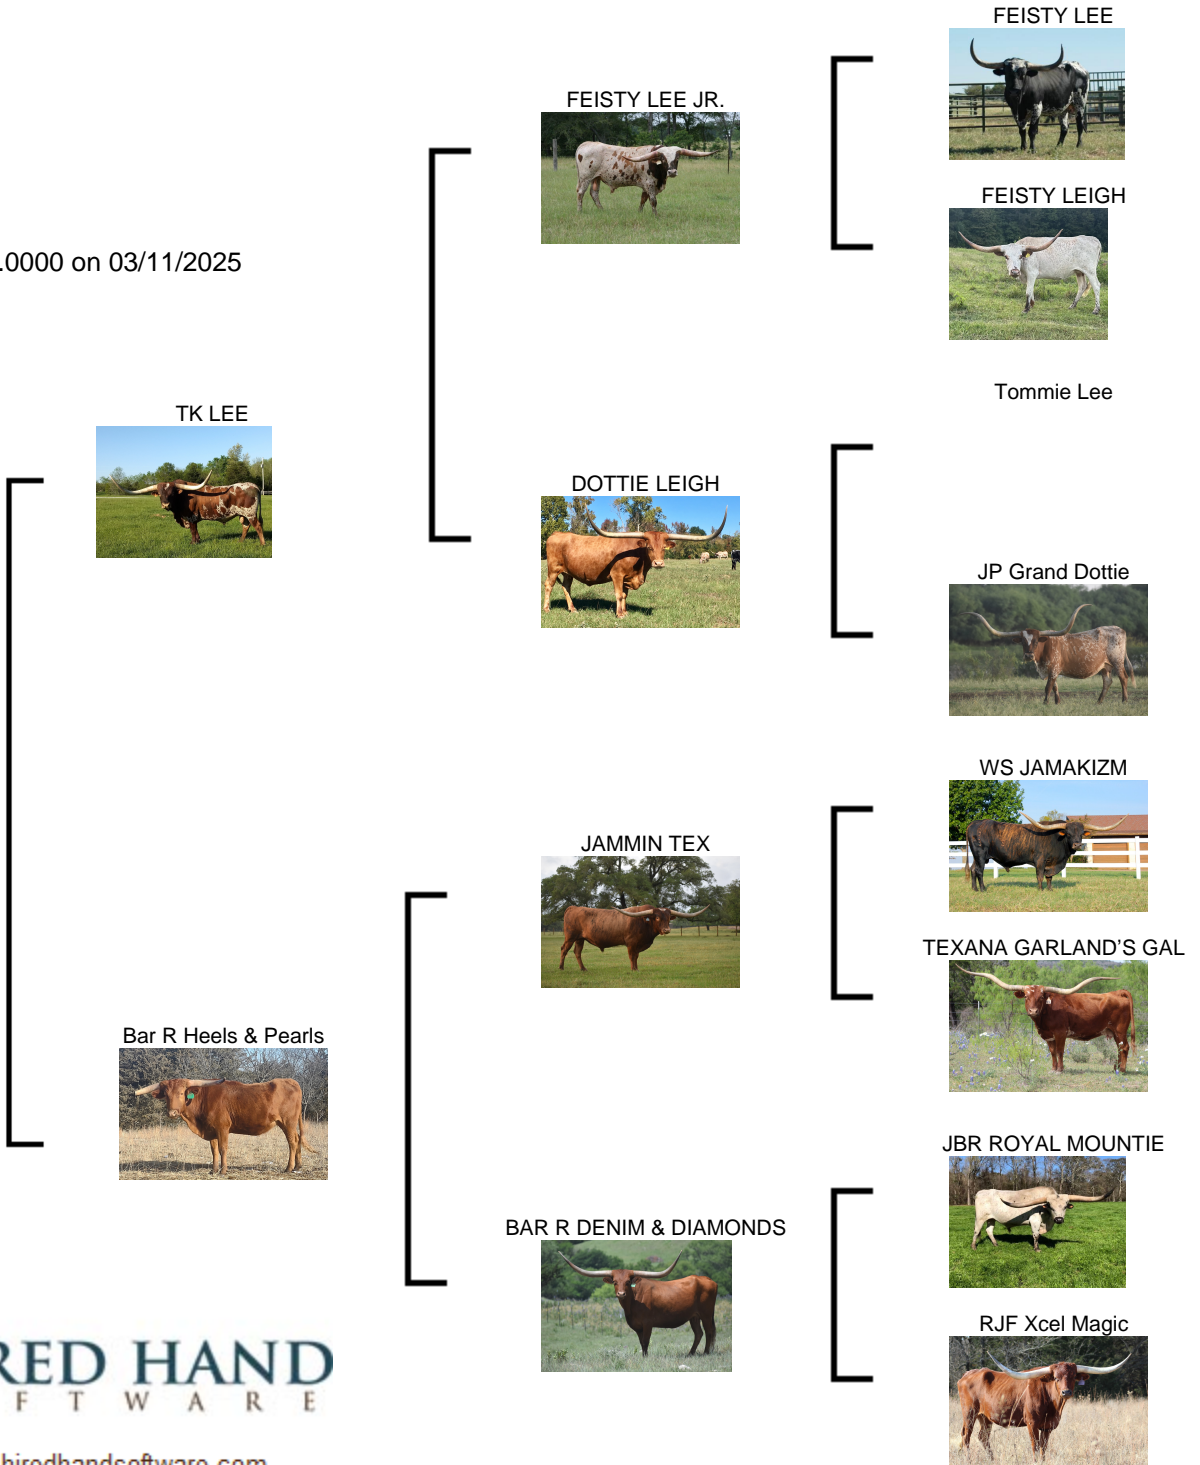 FEISTY LEE
FEISTY LEE JR.
FEISTY LEIGH
.0000 on 03/11/2025
Tommie Lee
TK LEE
DOTTIE LEIGH
JP Grand Dottie
WS JAMAKIZM
JAMMIN TEX
TEXANA GARLAND'S GAL
Bar R Heels & Pearls
JBR ROYAL MOUNTIE
BAR R DENIM & DIAMONDS
RJF Xcel Magic
RED HAND
F T W A R E
hiredhandsoftware.com